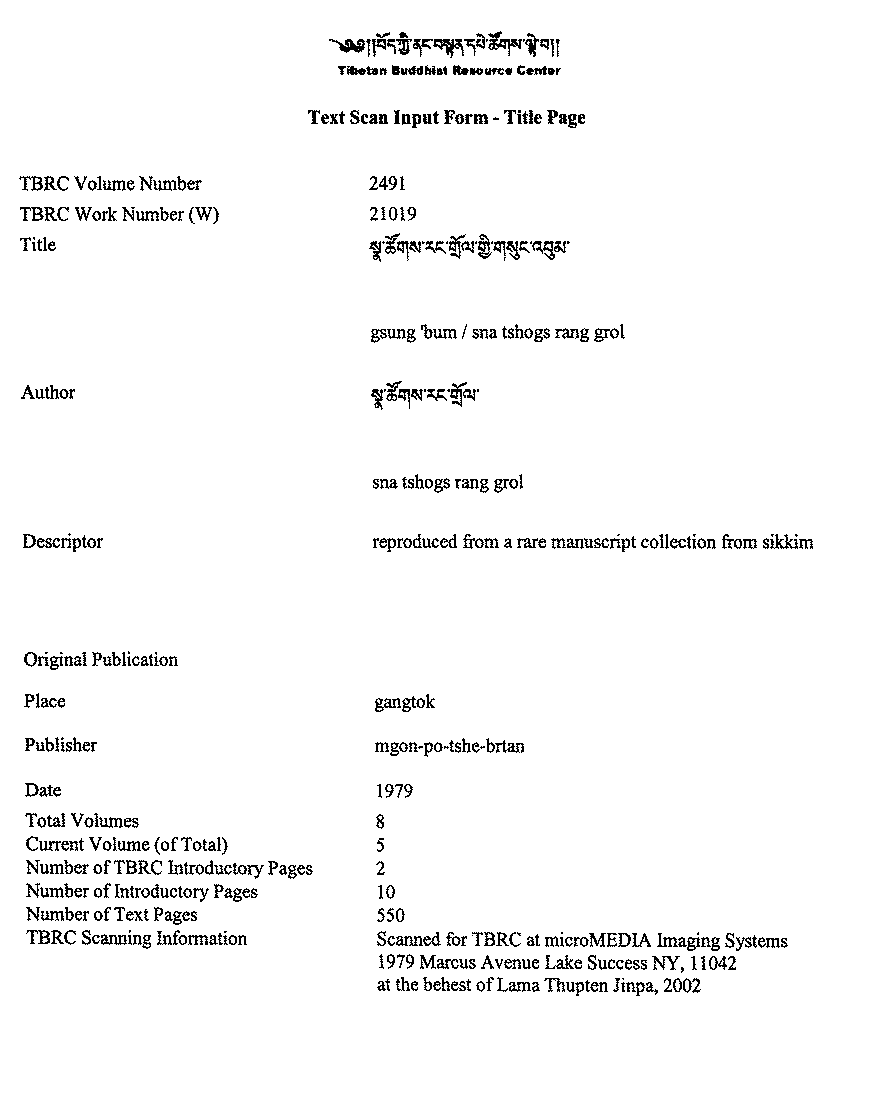 ༄༅།།བོད་ཀྱི་ནང་བསྟན་དཔེ་ཚོགས་ལྟེ་བ།།
Tibetan Buddhist Resource Center
Text Scan Input Form - Title Page
TBRC Volume Number 2491
TBRC Work Number (W) 21019
Title སྣ་ཚོགས་རང་གྲོལ་གྱི་གསུང་འབུམ་
gsung 'bum / sna tshogs rang grol
Author སྣ་ཚོགས་རང་གྲོལ་
sna tshogs rang grol
Descriptor reproduced from a rare manuscript collection from sikkim
Original Publication
Place gangtok
Publisher mgon-po-tshe-brtan
Date 1979
Total Volumes 8
Current Volume (of Total) 5
Number of TBRC Introductory Pages 2
Number of Introductory Pages 10
Number of Text Pages 550
TBRC Scanning Information Scanned for TBRC at microMEDIA Imaging Systems
1979 Marcus Avenue Lake Success NY, 11042
at the behest of Lama Thupten Jinpa, 2002